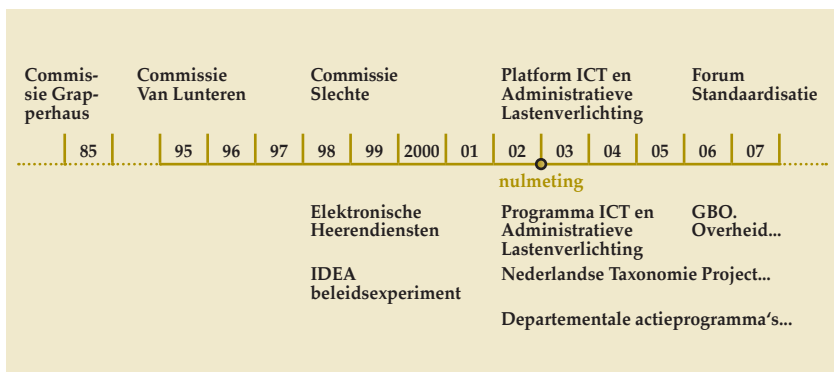 Commis-
sie Grap-
perhaus
Commissie
Van Lunteren
Commissie
Slechte
Platform ICT en
Administratieve
Lastenverlichting
Forum
Standaardisatie
85 95 96 97 98 99 2000 01 02 03 04 05 06 07
nulmeting
Elektronische
Heerendiensten
Programma ICT en
Administratieve
Lastenverlichting
GBO.
Overheid...
IDEA
beleidsexperiment
Nederlandse Taxonomie Project...
Departementale actieprogramma‘s...